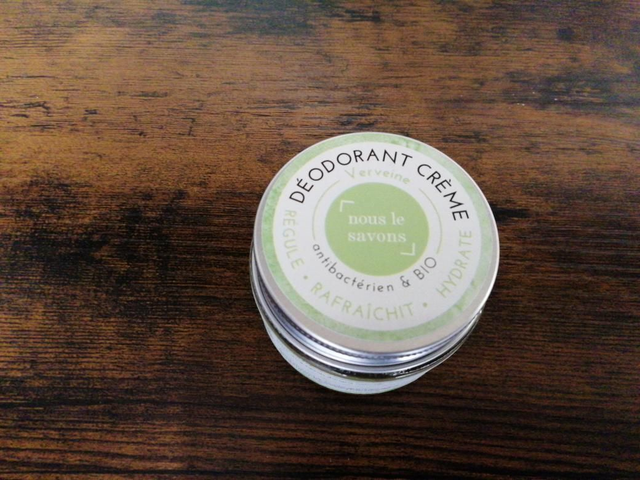 DÉODORANT CRÈME
Verveine
nous le
savons
antibactérien & BIO
RÉGULE • RAFRAÎCHIT • HYDRATE